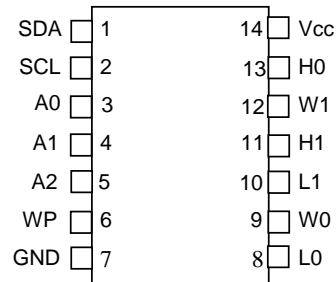 SDA 1 14 Vcc
SCL 2 13 H0
A0 3 12 W1
A1 4 11 H1
A2 5 10 L1
WP 6 9 W0
GND 7 8 L0